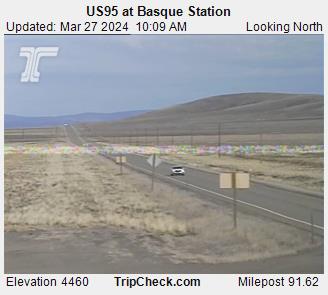 US95 at Basque Station
Updated: Mar 27 2024 10:09 AM Looking North
Elevation 4460 TripCheck.com Milepost 91.62